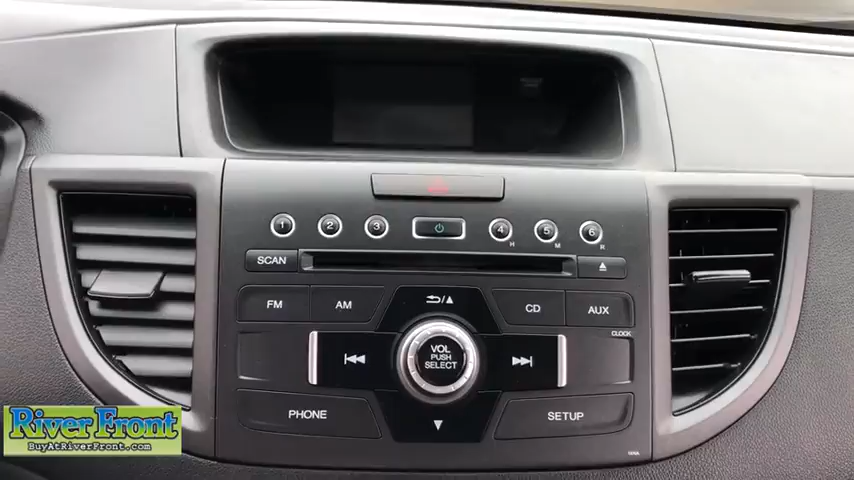 1 2 3 4 5 6
H M R
SCAN
FM AM CD AUX
CLOCK
VOL
PUSH
SELECT
PHONE SETUP
River Front
BuyAtRiverFront.com